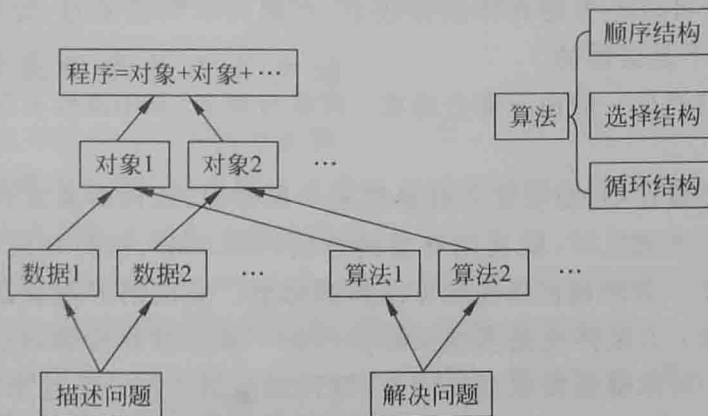 程序=对象+对象+…
对象1
对象2
…
数据1
数据2
…
算法1
算法2
…
描述问题
解决问题
算法
顺序结构
选择结构
循环结构